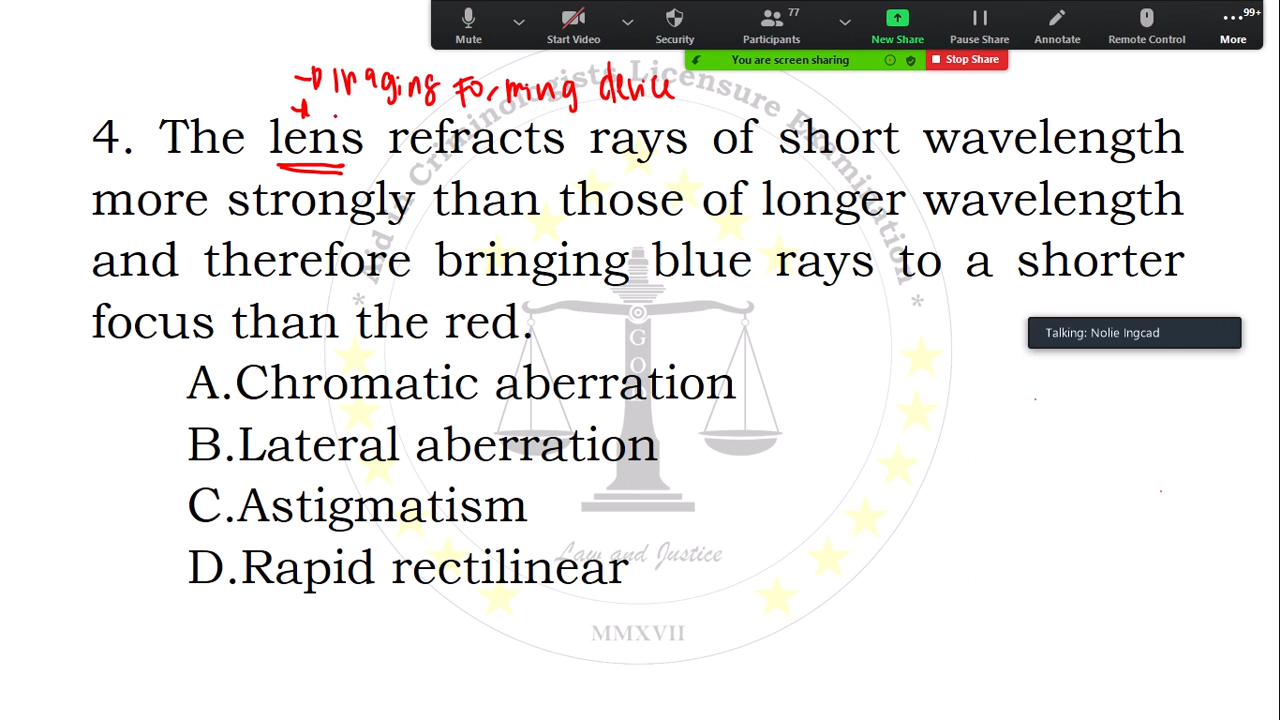 77
99+
Mute
Start Video
Security
Participants
New Share
Pause Share
Annotate
Remote Control
More
You are screen sharing
Stop Share
Imaging Forming device
4. The lens refracts rays of short wavelength
more strongly than those of longer wavelength
and therefore bringing blue rays to a shorter
focus than the red.
Talking: Nolie Ingcad
A.Chromatic aberration
B.Lateral aberration
C.Astigmatism
D.Rapid rectilinear
Law and Justice
MMXVII